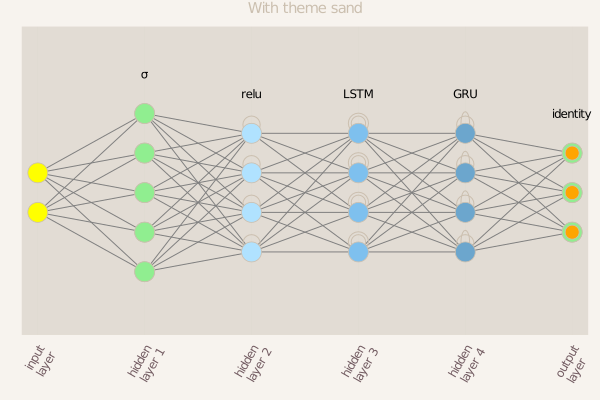 With theme sand
σ
relu
LSTM
GRU
identity
input
layer
hidden
layer 1
hidden
layer 2
hidden
layer 3
hidden
layer 4
output
layer